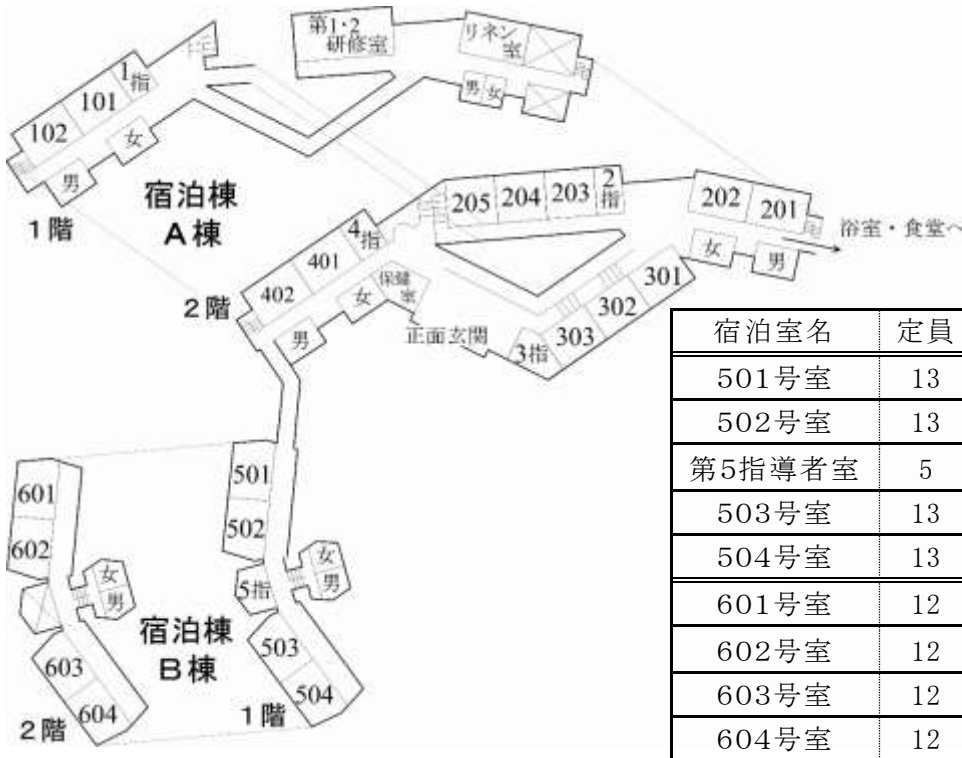 第1・2
研修室
リネン
室
男
女
1
指
101
102
女
男
宿泊棟
A棟
1階
205
204
203
2
指
202
201
浴室・食堂へ
女
男
4
指
401
402
保健
室
女
男
2階
正面玄関
301
302
303
3指
宿泊室名 定員
501号室 13
502号室 13
第5指導者室 5
503号室 13
504号室 13
601号室 12
602号室 12
603号室 12
604号室 12
501
502
5指
女
男
503
504
1階
601
602
女
男
603
604
2階
宿泊棟
B棟